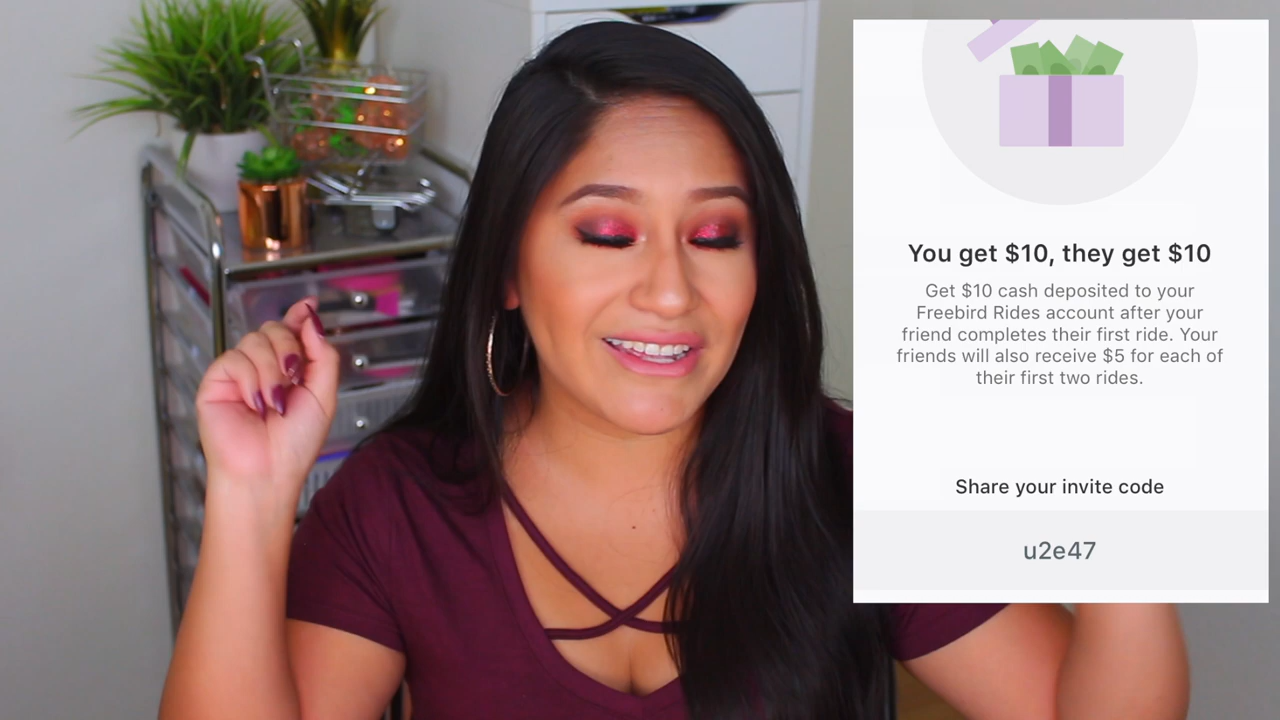 You get $10, they get $10
Get $10 cash deposited to your
Freebird Rides account after your
friend completes their first ride. Your
friends will also receive $5 for each of
their first two rides.
Share your invite code
u2e47